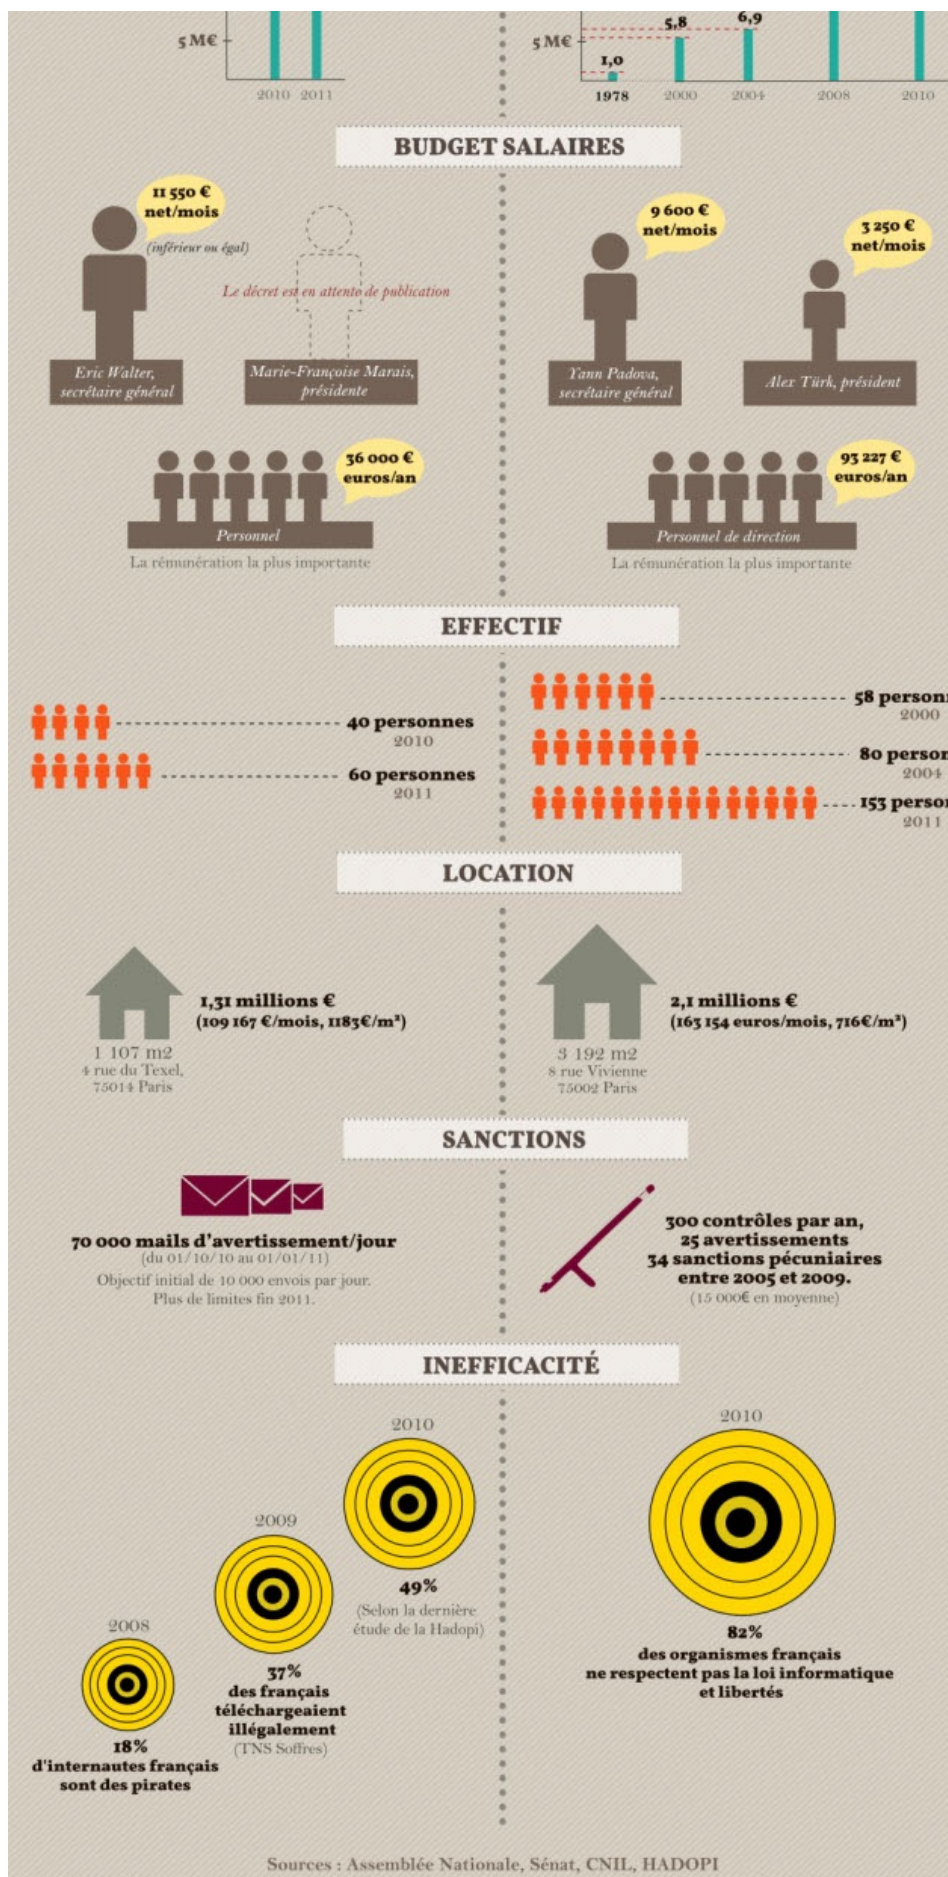 5 M€
2010 2011
5 M€
1,0
5,8
6,9
1978 2000 2004 2008 2010
BUDGET SALAIRES
11 550 €
net/mois
(inférieur ou égal)
Le décret est en attente de publication
Eric Walter,
secrétaire général
Marie-Françoise Marais,
présidente
9 600 €
net/mois
3 250 €
net/mois
Yann Padova,
secrétaire général
Alex Türk, président
36 000 €
euros/an
Personnel
La rémunération la plus importante
93 227 €
euros/an
Personnel de direction
La rémunération la plus importante
EFFECTIF
40 personnes
2010
60 personnes
2011
58 personn
2000
80 person
2004
153 perso
2011
LOCATION
1,31 millions €
(109 167 €/mois, 1183€/m²)
1 107 m2
4 rue du Texel,
75014 Paris
2,1 millions €
(163 154 euros/mois, 716€/m²)
3 192 m2
8 rue Vivienne
75002 Paris
SANCTIONS
70 000 mails d'avertissement/jour
(du 01/10/10 au 01/01/11)
Objectif initial de 10 000 envois par jour.
Plus de limites fin 2011.
300 contrôles par an,
25 avertissements
34 sanctions pécuniaires
entre 2005 et 2009.
(15 000€ en moyenne)
INEFFICACITÉ
2008
18%
d'internautes français
sont des pirates
2009
37%
des français
téléchargeaient
illégalement
(TNS Soffres)
2010
49%
(Selon la dernière
étude de la Hadopi)
2010
82%
des organismes français
ne respectent pas la loi informatique
et libertés
Sources : Assemblée Nationale, Sénat, CNIL, HADOPI